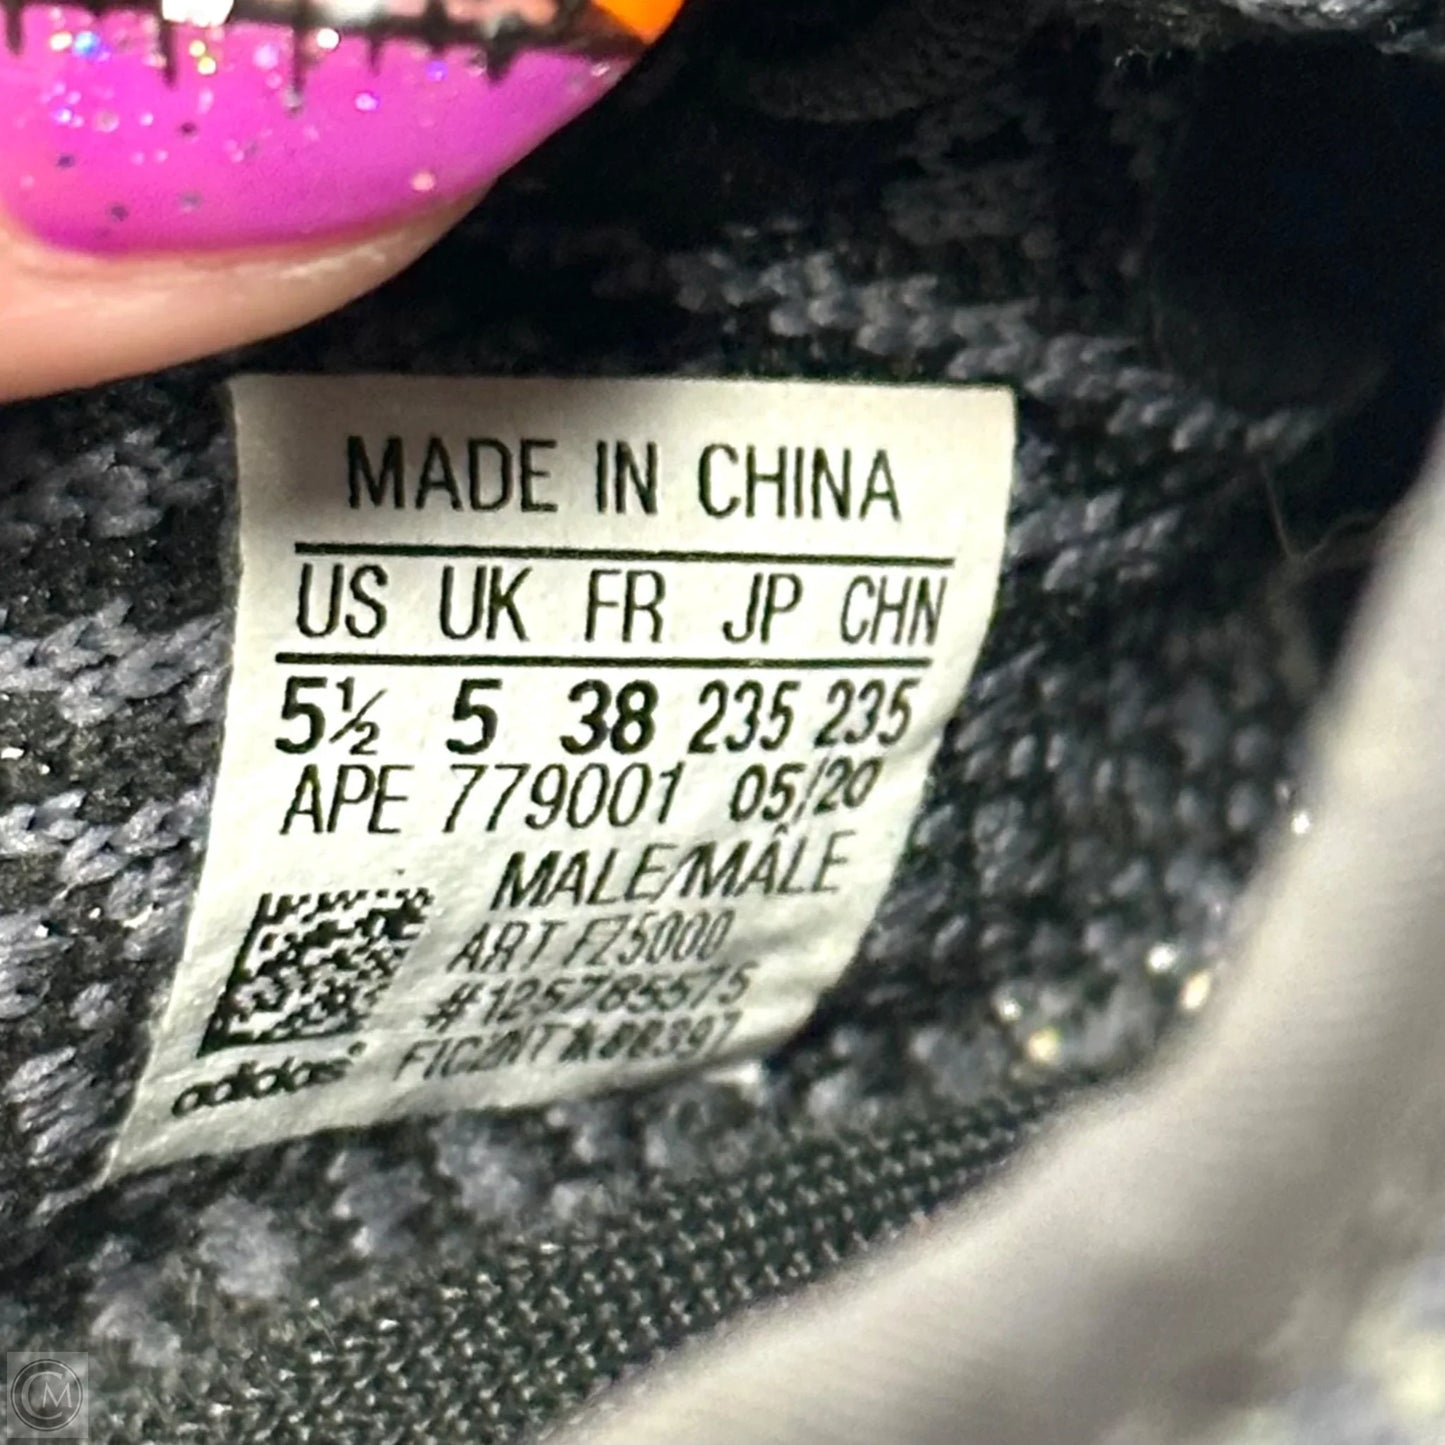 MADE IN CHINA
US UK FR JP CHN
5½ 5 38 235 235
APE 779001 05/20
MALE/MÂLE
ART FZ5000
#125785575
adidas
CM